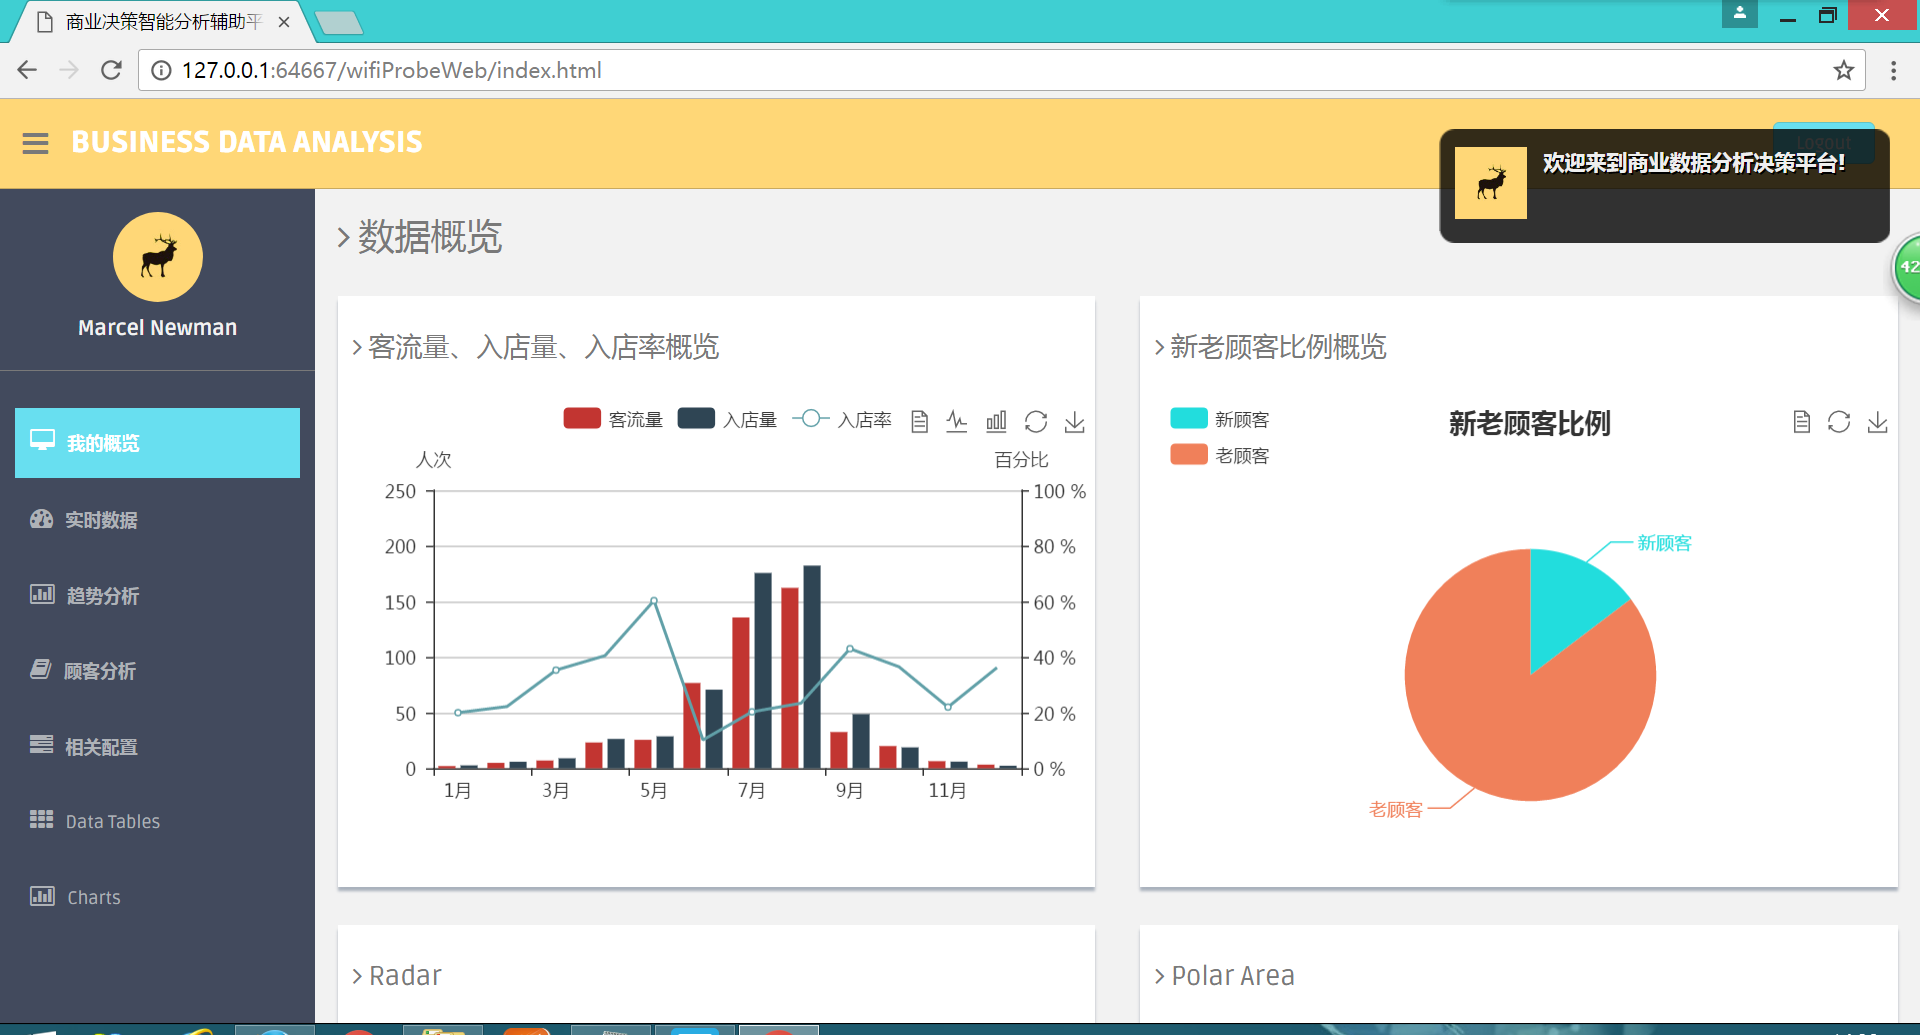 商业决策智能分析辅助平
127.0.0.1:64667/wifiProbeWeb/index.html
BUSINESS DATA ANALYSIS
Logout
欢迎来到商业数据分析决策平台!
Marcel Newman
我的概览
实时数据
趋势分析
顾客分析
相关配置
Data Tables
Charts
数据概览
42
客流量、入店量、入店率概览
客流量 入店量 入店率
人次 百分比
250 100 %
200 80 %
150 60 %
100 40 %
50 20 %
0 0 %
1月 3月 5月 7月 9月 11月
新老顾客比例概览
新顾客
老顾客
新老顾客比例
新顾客
老顾客
Radar
Polar Area